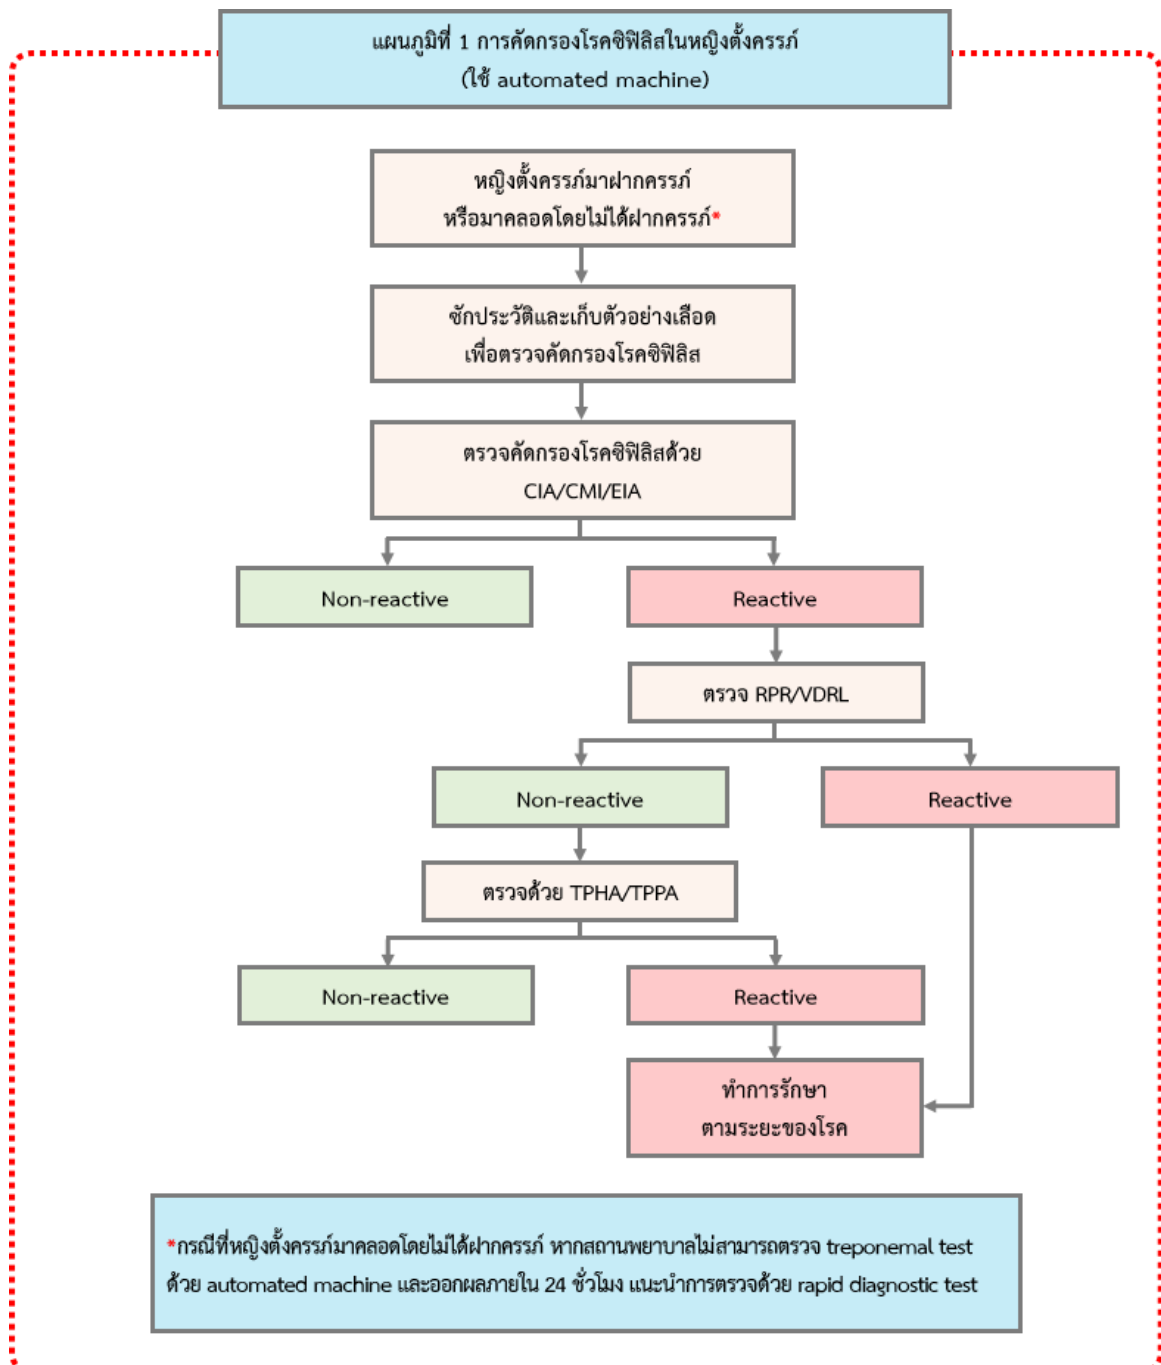 แผนภูมิที่ 1 การคัดกรองโรคซิฟิลิสในหญิงตั้งครรภ์
(ใช้ automated machine)
หญิงตั้งครรภ์มาฝากครรภ์
หรือมาคลอดโดยไม่ได้ฝากครรภ์*
ซักประวัติและเก็บตัวอย่างเลือด
เพื่อตรวจคัดกรองโรคซิฟิลิส
ตรวจคัดกรองโรคซิฟิลิสด้วย
CIA/CMI/EIA
Non-reactive
Reactive
ตรวจ RPR/VDRL
Non-reactive
Reactive
ตรวจด้วย TPHA/TPPA
Non-reactive
Reactive
ทำการรักษา
ตามระยะของโรค
*กรณีที่หญิงตั้งครรภ์มาคลอดโดยไม่ได้ฝากครรภ์ หากสถานพยาบาลไม่สามารถตรวจ treponemal test
ด้วย automated machine และออกผลภายใน 24 ชั่วโมง แนะนำการตรวจด้วย rapid diagnostic test